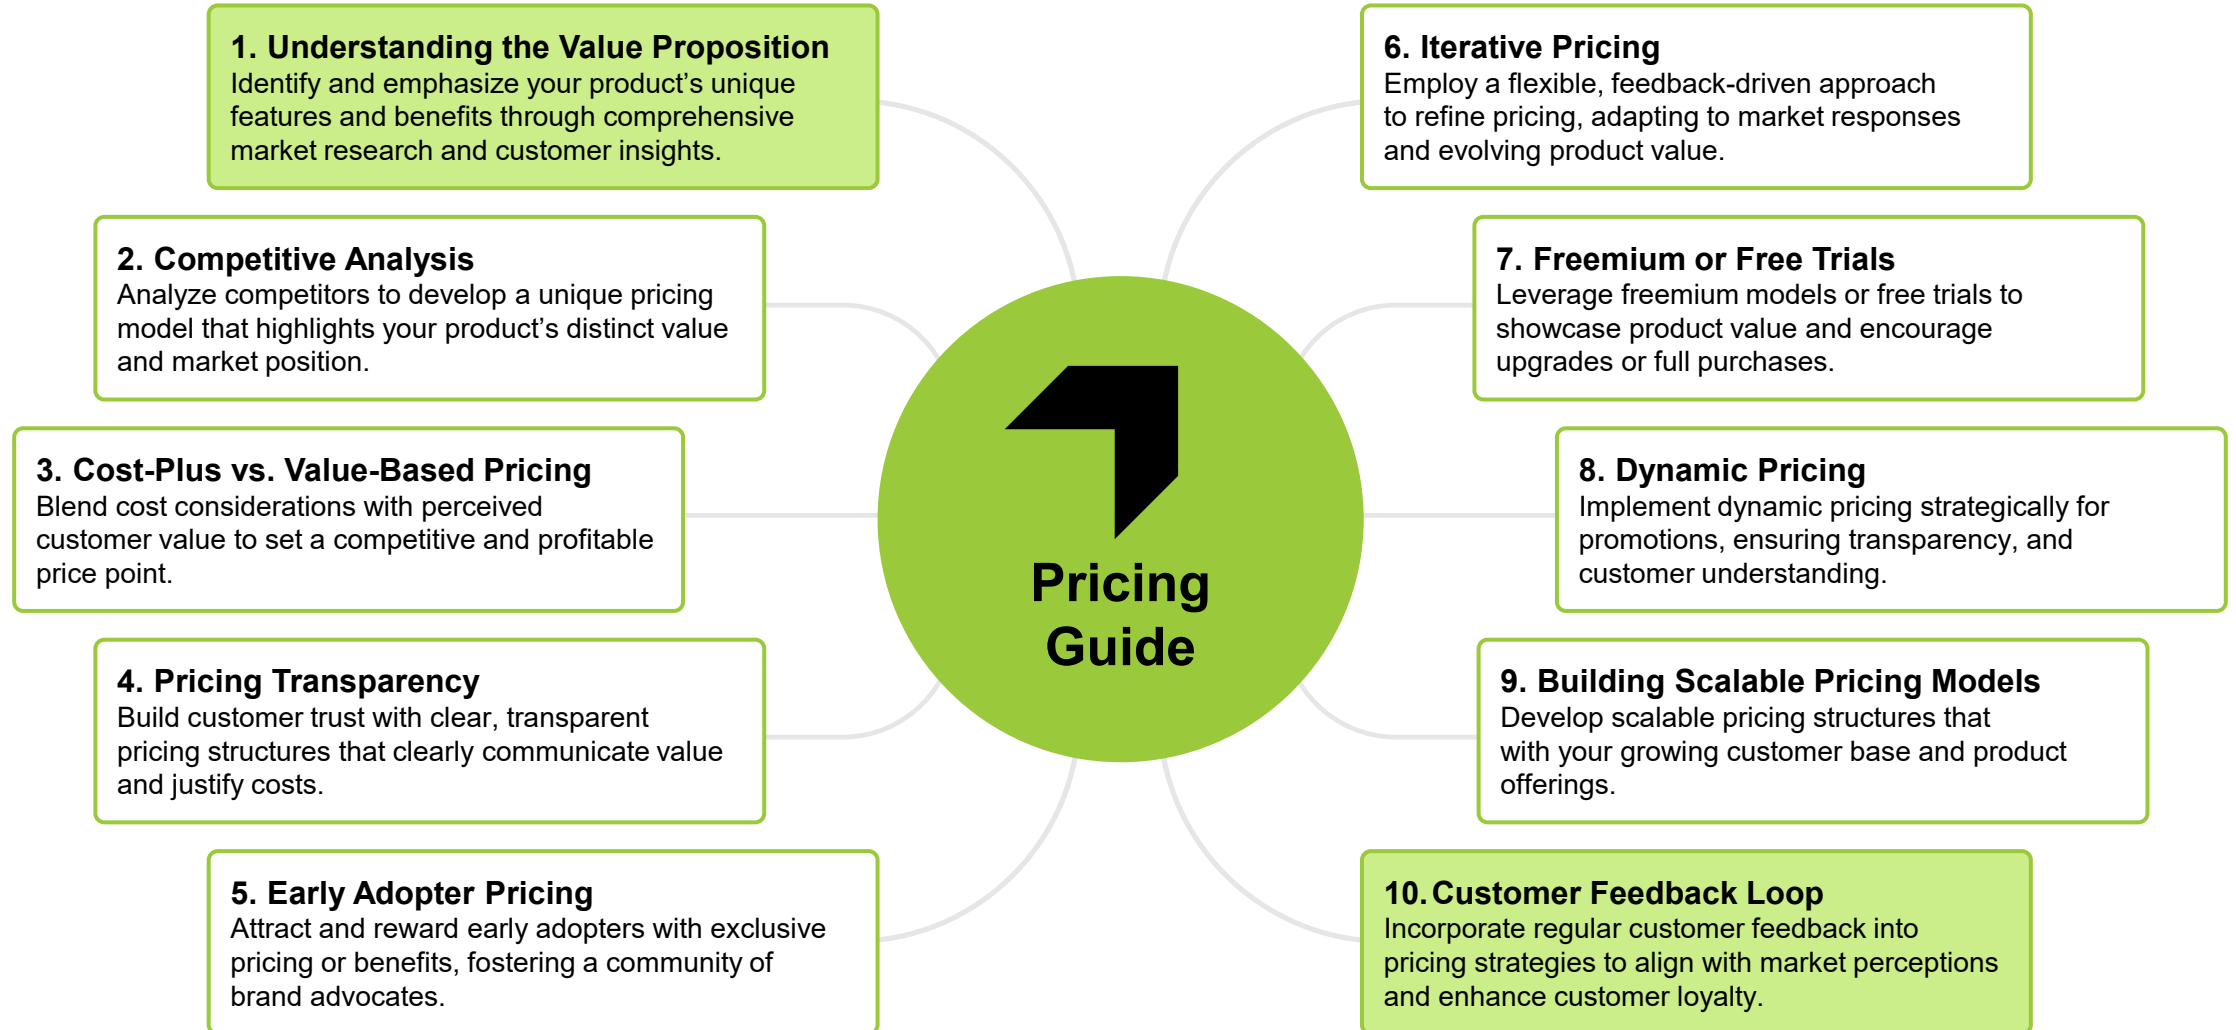 1. Understanding the Value Proposition
Identify and emphasize your product’s unique
features and benefits through comprehensive
market research and customer insights.
2. Competitive Analysis
Analyze competitors to develop a unique pricing
model that highlights your product’s distinct value
and market position.
3. Cost-Plus vs. Value-Based Pricing
Blend cost considerations with perceived
customer value to set a competitive and profitable
price point.
4. Pricing Transparency
Build customer trust with clear, transparent
pricing structures that clearly communicate value
and justify costs.
5. Early Adopter Pricing
Attract and reward early adopters with exclusive
pricing or benefits, fostering a community of
brand advocates.
Pricing
Guide
6. Iterative Pricing
Employ a flexible, feedback-driven approach
to refine pricing, adapting to market responses
and evolving product value.
7. Freemium or Free Trials
Leverage freemium models or free trials to
showcase product value and encourage
upgrades or full purchases.
8. Dynamic Pricing
Implement dynamic pricing strategically for
promotions, ensuring transparency, and
customer understanding.
9. Building Scalable Pricing Models
Develop scalable pricing structures that
with your growing customer base and product
offerings.
10. Customer Feedback Loop
Incorporate regular customer feedback into
pricing strategies to align with market perceptions
and enhance customer loyalty.